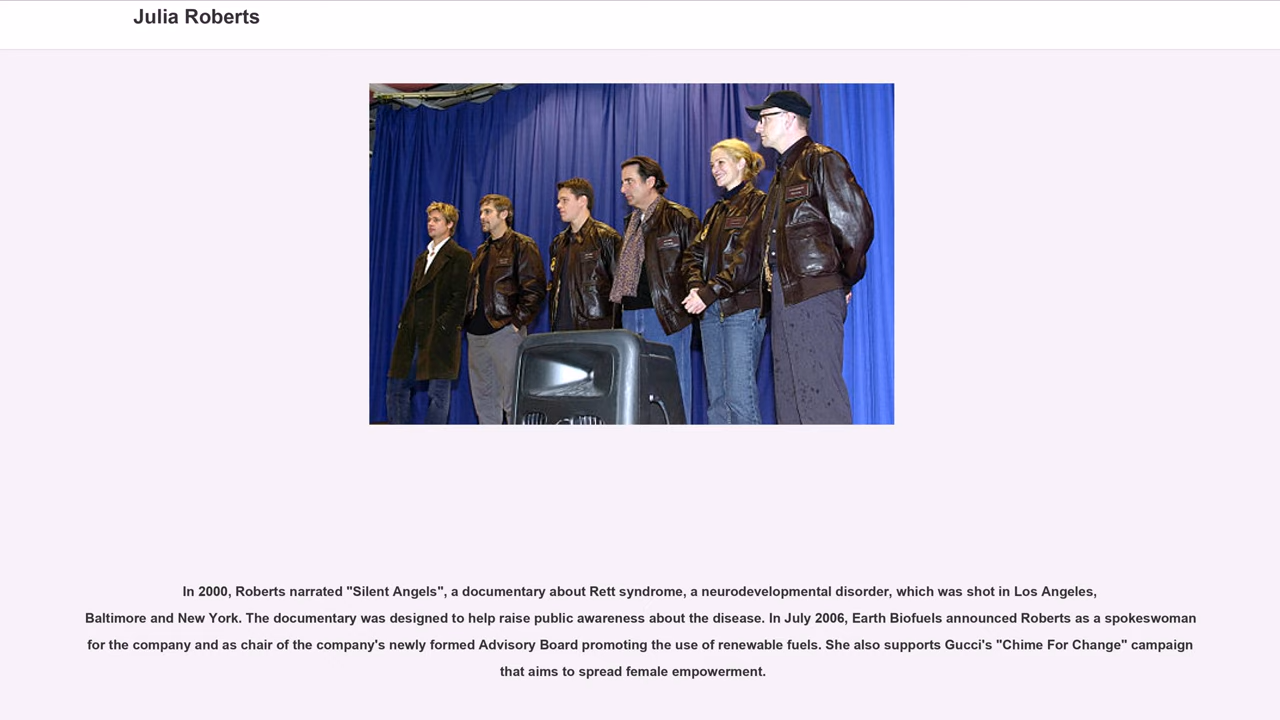 Julia Roberts
In 2000, Roberts narrated "Silent Angels", a documentary about Rett syndrome, a neurodevelopmental disorder, which was shot in Los Angeles,
Baltimore and New York. The documentary was designed to help raise public awareness about the disease. In July 2006, Earth Biofuels announced Roberts as a spokeswoman
for the company and as chair of the company's newly formed Advisory Board promoting the use of renewable fuels. She also supports Gucci's "Chime For Change" campaign
that aims to spread female empowerment.